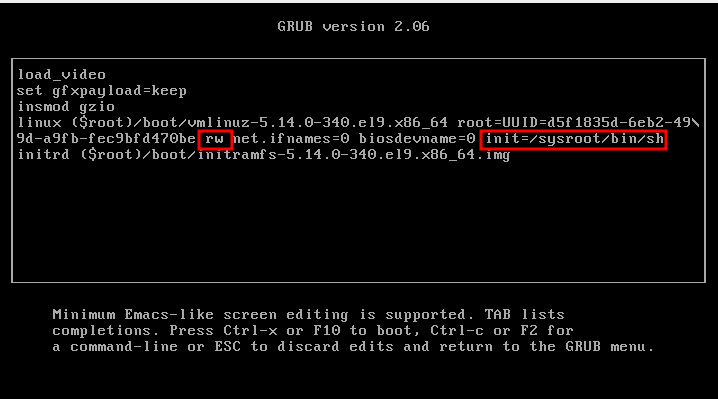 GRUB version 2.06
load_video
set gfxpayload=keep
insmod gzio
linux ($root)/boot/vmlinuz-5.14.0-340.el9.x86_64 root=UUID=d5f1835d-6eb2-49\
9d-a9fb-fec9bfd470be rw net.ifnames=0 biosdevname=0 init=/sysroot/bin/sh
initrd ($root)/boot/initramfs-5.14.0-340.el9.x86_64.img
Minimum Emacs-like screen editing is supported. TAB lists
completions. Press Ctrl-x or F10 to boot, Ctrl-c or F2 for
a command-line or ESC to discard edits and return to the GRUB menu.